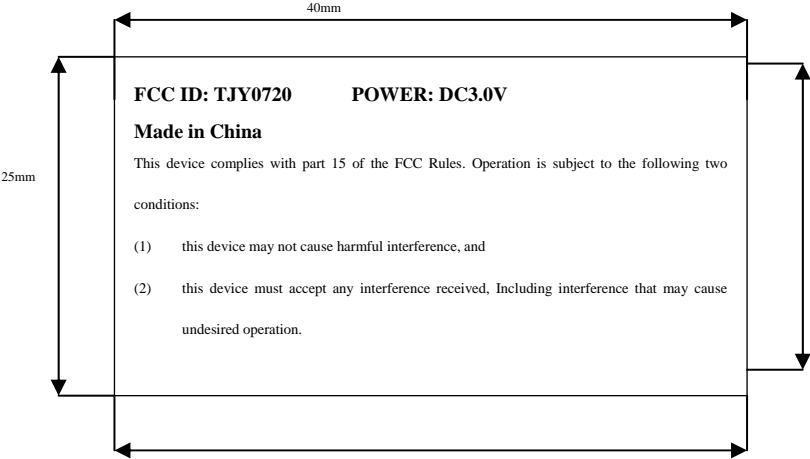 40mm
FCC ID: TJY0720 POWER: DC3.0V
Made in China
This device complies with part 15 of the FCC Rules. Operation is subject to the following two
25mm
conditions:
(1) this device may not cause harmful interference, and
(2) this device must accept any interference received, Including interference that may cause
undesired operation.